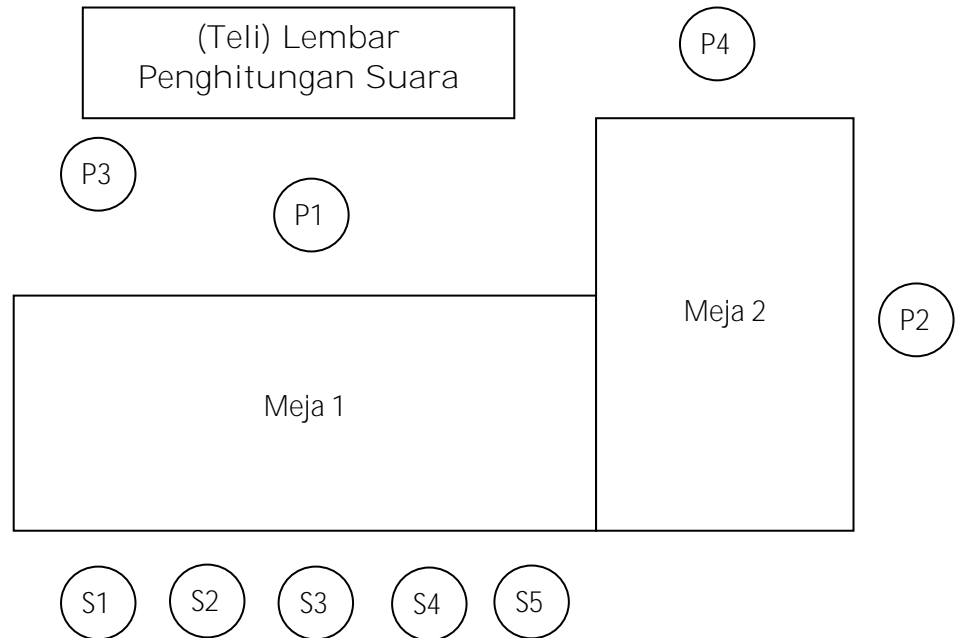 (Teli) Lembar
Penghitungan Suara
P4
P3
P1
Meja 2
P2
Meja 1
S1
S2
S3
S4
S5